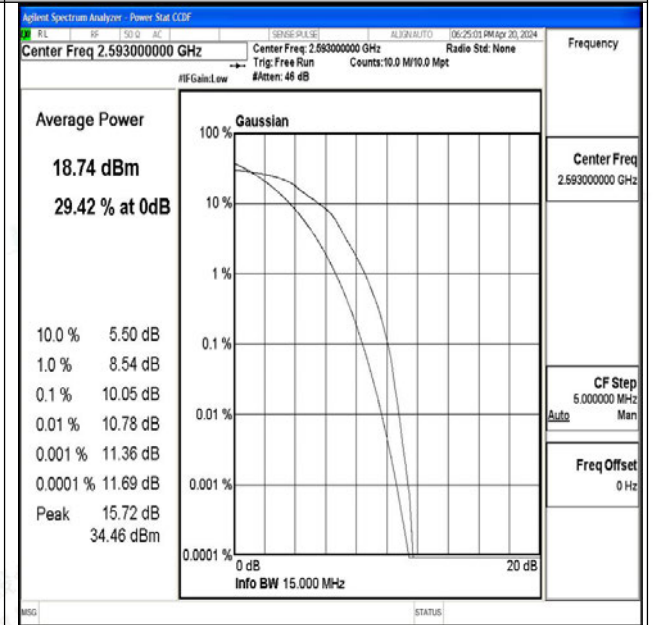 Agilent Spectrum Analyzer - Power Stat CCDF
RL RF 50 Ω AC SENSE:PULSE ALIGN AUTO 06:25:01 PM Apr 20, 2024
Center Freq 2.593000000 GHz
Center Freq: 2.593000000 GHz Radio Std: None
Trig: Free Run Counts:10.0 M/10.0 Mpt
#IFGain:Low #Atten: 46 dB
Frequency
Average Power
18.74 dBm
29.42 % at 0dB
10.0 % 5.50 dB
1.0 % 8.54 dB
0.1 % 10.05 dB
0.01 % 10.78 dB
0.001 % 11.36 dB
0.0001 % 11.69 dB
Peak 15.72 dB
34.46 dBm
Gaussian
100 %
10 %
1 %
0.1 %
0.01 %
0.001 %
0.0001 %
0 dB 20 dB
Info BW 15.000 MHz
Center Freq
2.593000000 GHz
CF Step
5.000000 MHz
Auto Man
Freq Offset
0 Hz
MSG STATUS